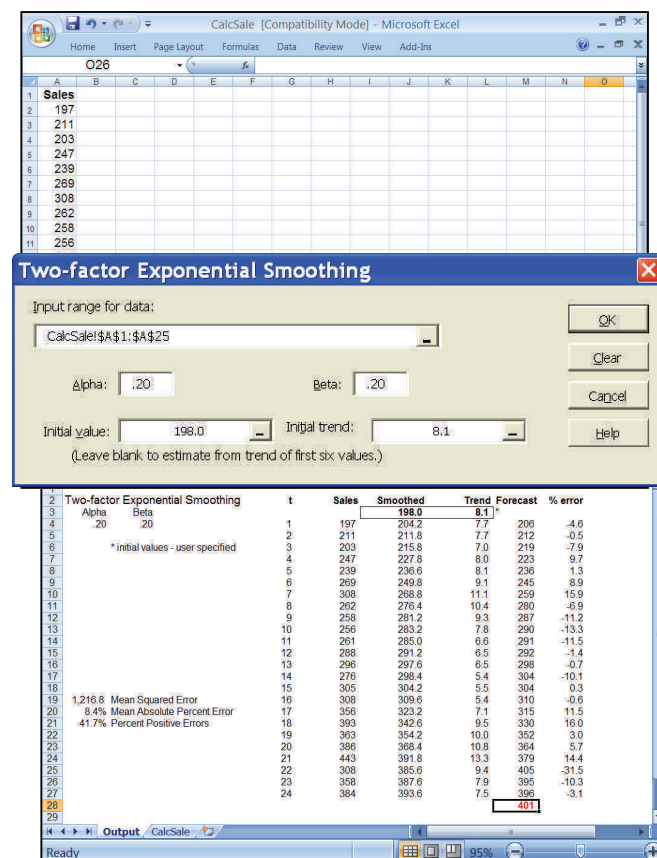 CalcSale [Compatibility Mode] - Microsoft Excel
Home Insert Page Layout Formulas Data Review View Add-Ins
O26 fx
A B C D E F G H I J K L M N O
1 Sales
2 197
3 211
4 203
5 247
6 239
7 269
8 308
9 262
10 258
11 256
Two-factor Exponential Smoothing
Input range for data:
CalcSale!$A$1:$A$25
OK
Clear
Alpha: .20 Beta: .20
Cancel
Initial value: 198.0 Initial trend: 8.1
Help
(Leave blank to estimate from trend of first six values.)
2 Two-factor Exponential Smoothing t Sales Smoothed Trend Forecast % error
3 Alpha Beta 198.0 8.1 *
4 .20 .20 1 197 204.2 7.7 206 -4.6
5 2 211 211.8 7.7 212 -0.5
6 * initial values - user specified 3 203 215.8 7.0 219 -7.9
7 4 247 227.8 8.0 223 9.7
8 5 239 236.6 8.1 236 1.3
9 6 269 249.8 9.1 245 8.9
10 7 308 268.8 11.1 259 15.9
11 8 262 276.4 10.4 280 -6.9
12 9 258 281.2 9.3 287 -11.2
13 10 256 283.2 7.8 290 -13.3
14 11 261 285.0 6.6 291 -11.5
15 12 288 291.2 6.5 292 -1.4
16 13 296 297.6 6.5 298 -0.7
17 14 276 298.4 5.4 304 -10.1
18 15 305 304.2 5.5 304 0.3
19 1,216.8 Mean Squared Error 16 308 309.6 5.4 310 -0.6
20 8.4% Mean Absolute Percent Error 17 356 323.2 7.1 315 11.5
21 41.7% Percent Positive Errors 18 393 342.6 9.5 330 16.0
22 19 363 354.2 10.0 352 3.0
23 20 386 368.4 10.8 364 5.7
24 21 443 391.8 13.3 379 14.4
25 22 308 385.6 9.4 405 -31.5
26 23 358 387.6 7.9 395 -10.3
27 24 384 393.6 7.5 396 -3.1
28 401
29
Output CalcSale
Ready 95%